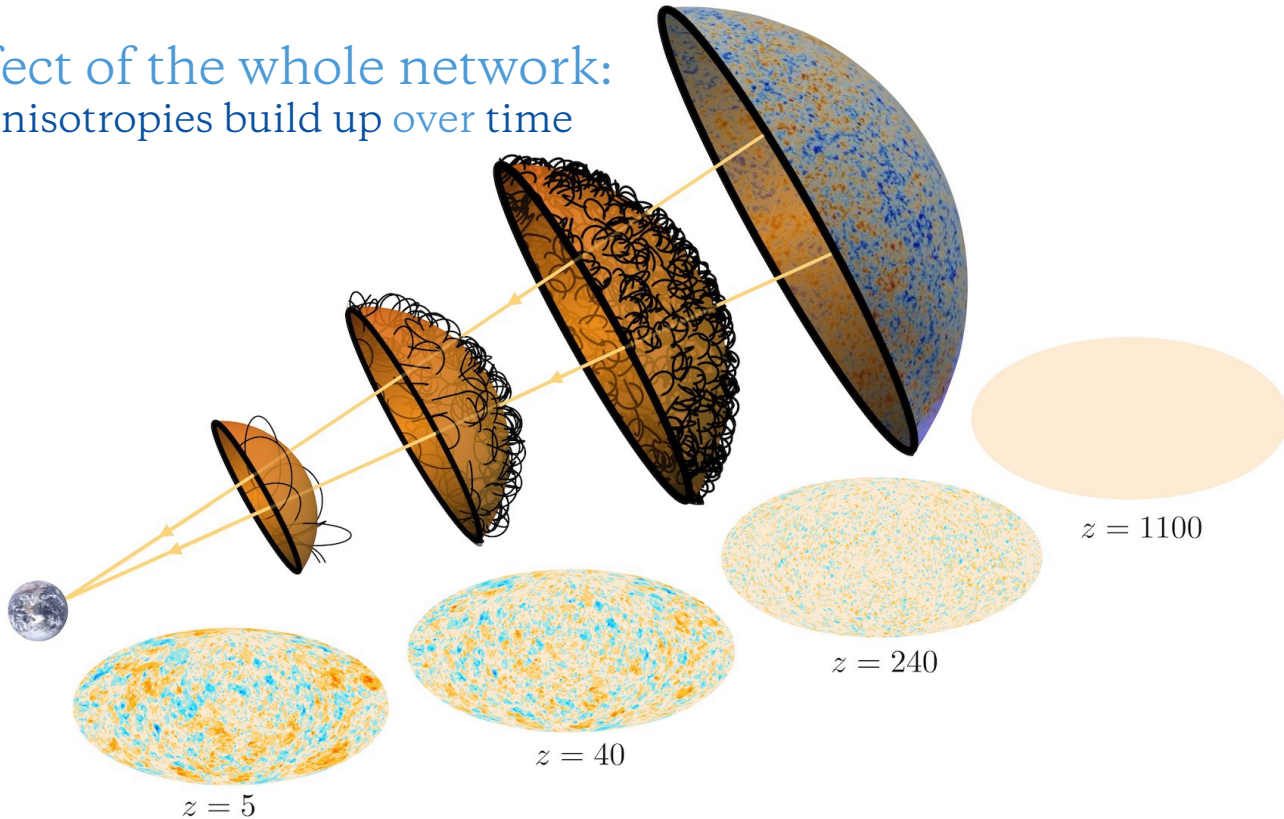 fect of the whole network:
nisotropies build up over time
z = 1100
z = 240
z = 40
z = 5